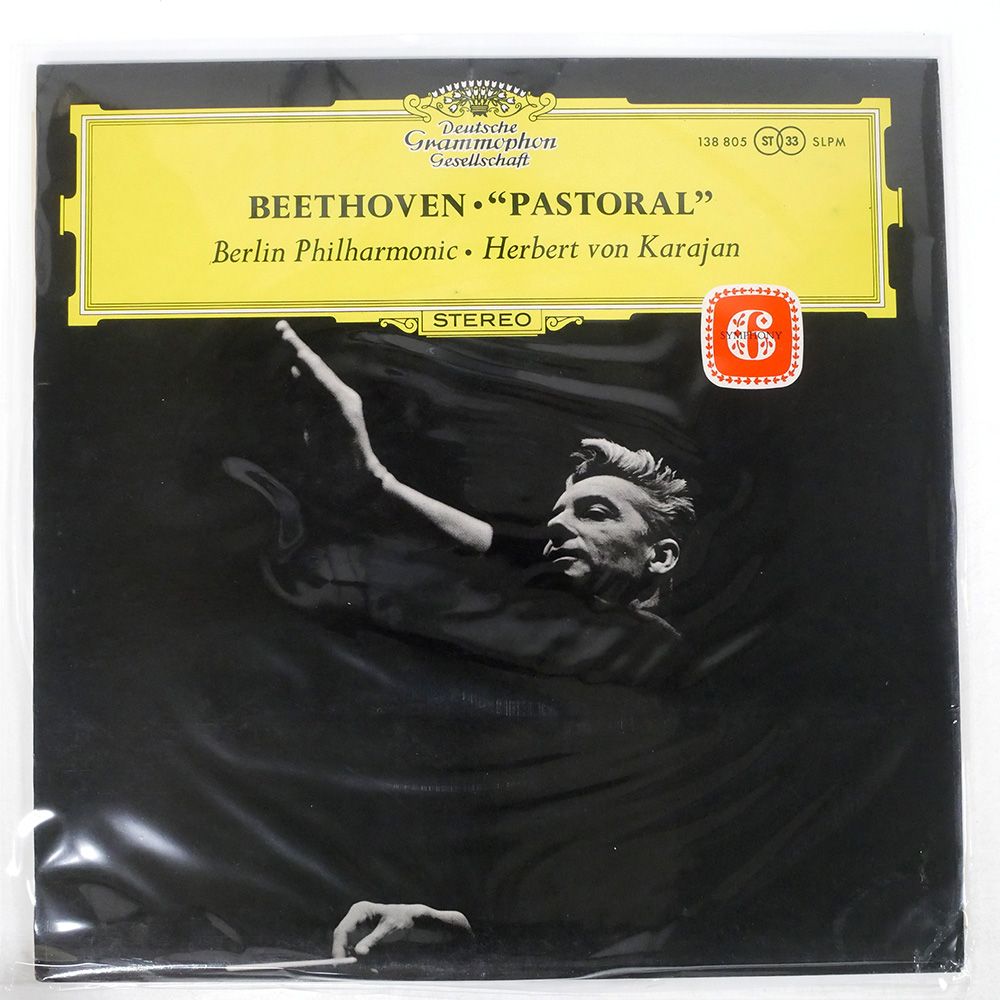 Deutsche
Grammophon
Gesellschaft
138 805 ST 33 SLPM
BEETHOVEN • “PASTORAL”
Berlin Philharmonic • Herbert von Karajan
STEREO
6
SYMPHONY